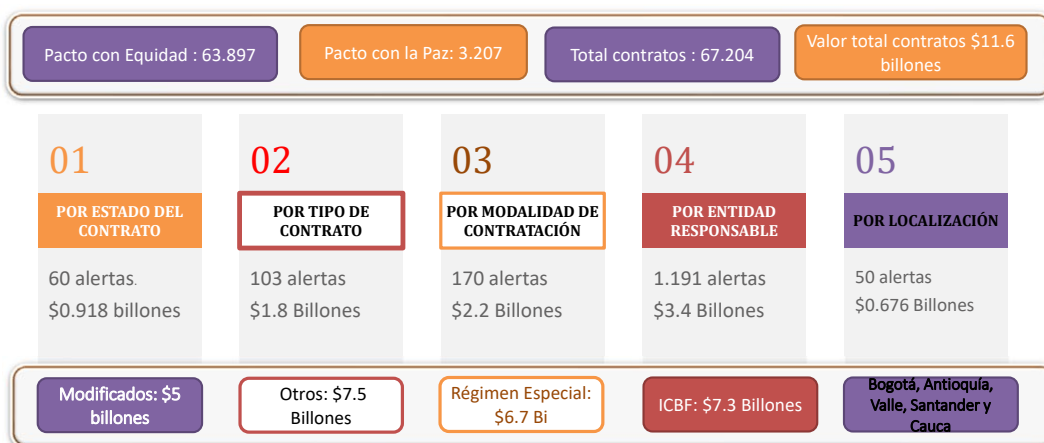 Pacto con Equidad : 63.897
Pacto con la Paz: 3.207
Total contratos : 67.204
Valor total contratos $11.6
billones
01
POR ESTADO DEL
CONTRATO
60 alertas.
$0.918 billones
02
POR TIPO DE
CONTRATO
103 alertas
$1.8 Billones
03
POR MODALIDAD DE
CONTRATACIÓN
170 alertas
$2.2 Billones
04
POR ENTIDAD
RESPONSABLE
1.191 alertas
$3.4 Billones
05
POR LOCALIZACIÓN
50 alertas
$0.676 Billones
Modificados: $5
billones
Otros: $7.5
Billones
Régimen Especial:
$6.7 Bi
ICBF: $7.3 Billones
Bogotá, Antioquía,
Valle, Santander y
Cauca